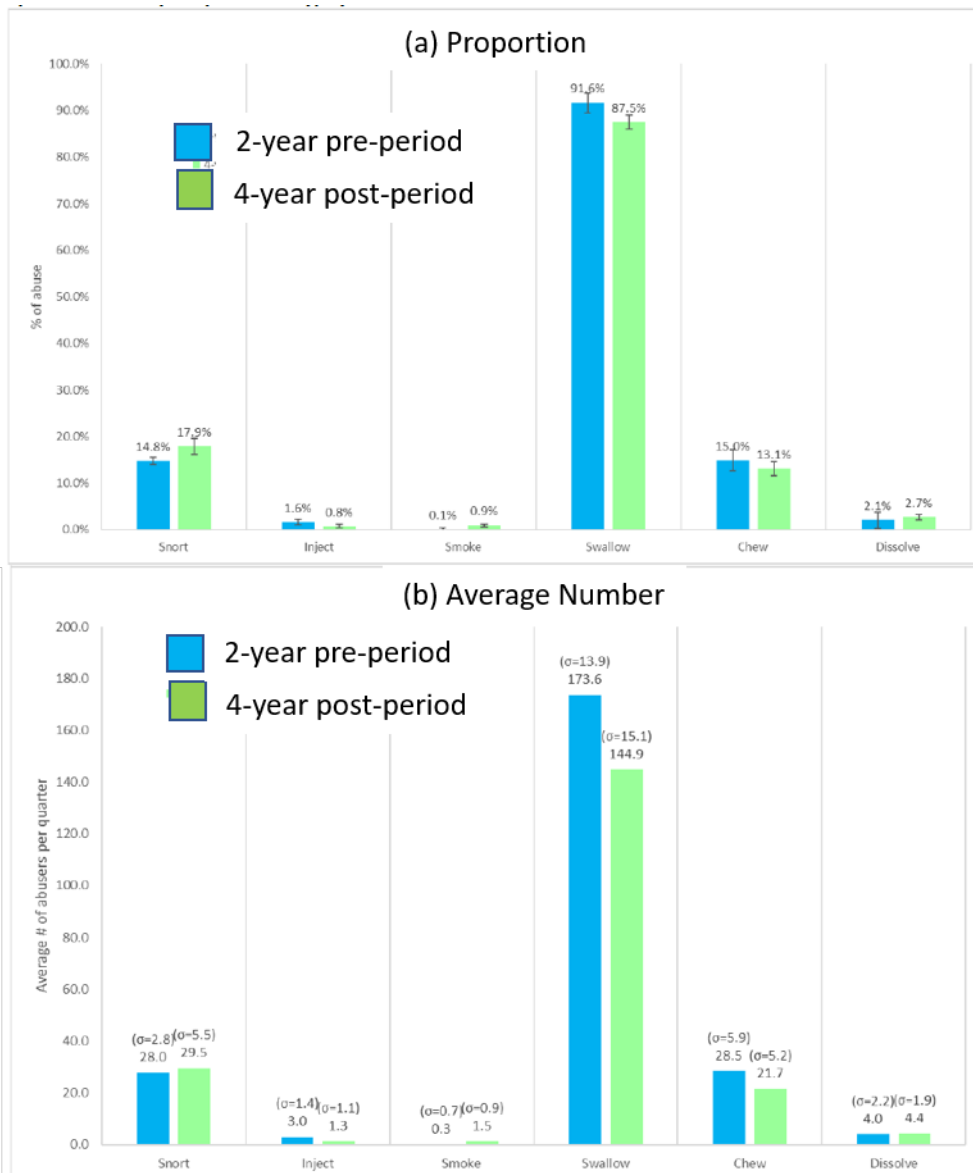 (a) Proportion
100.0%
90.0%
80.0%
70.0%
60.0%
50.0%
40.0%
30.0%
20.0%
10.0%
0.0%
% of abuse
2-year pre-period
4-year post-period
14.8%
17.9%
1.6%
0.8%
0.1%
0.9%
91.6%
87.5%
15.0%
13.1%
2.1%
2.7%
Snort Inject Smoke Swallow Chew Dissolve
(b) Average Number
200.0
180.0
160.0
140.0
120.0
100.0
80.0
60.0
40.0
20.0
0.0
Average # of abusers per quarter
2-year pre-period
4-year post-period
(σ=2.8) (σ=5.5)
28.0 29.5
(σ=1.4) (σ=1.1)
3.0 1.3
(σ=0.7) (σ=0.9)
0.3 1.5
(σ=13.9)
173.6
(σ=15.1)
144.9
(σ=5.9)
28.5
(σ=5.2)
21.7
(σ=2.2) (σ=1.9)
4.0 4.4
Snort Inject Smoke Swallow Chew Dissolve